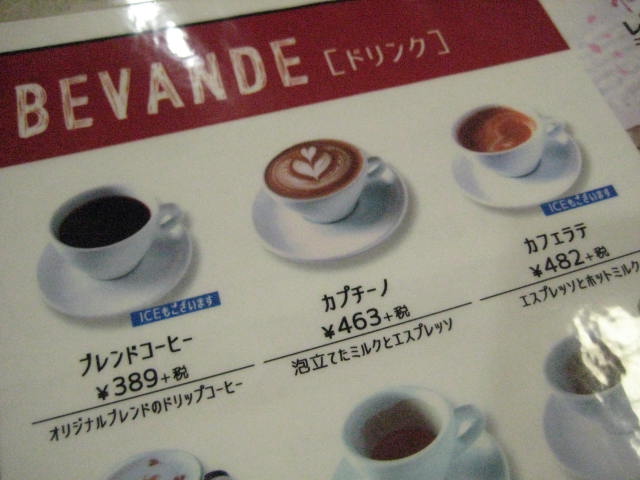 BEVANDE [ドリンク]
ICEもございます
ブレンドコーヒー
¥389+税
オリジナルブレンドのドリップコーヒー
カプチーノ
¥463+税
泡立てたミルクとエスプレッソ
ICEもございます
カフェラテ
¥482+税
エスプレッソとホットミルク